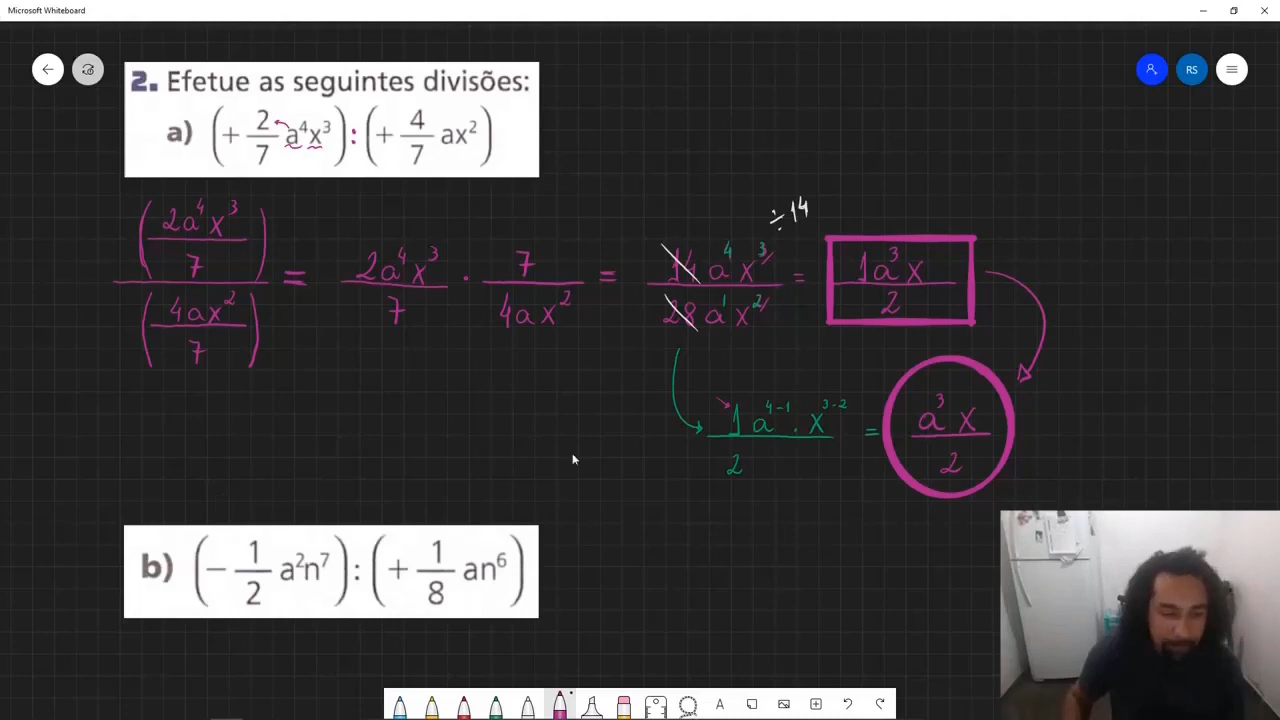 Microsoft Whiteboard
RS
2. Efetue as seguintes divisões:
a) (+ 2/7 a⁴x³) : (+ 4/7 ax²)
÷14
(2a⁴x³/7) / (4ax²/7) = 2a⁴x³/7 · 7/4ax² = 14a⁴x³/28a¹x² = 1a³x/2
1a⁴⁻¹ · x³⁻²/2 = a³x/2
b) (− 1/2 a²n⁷) : (+ 1/8 an⁶)
A